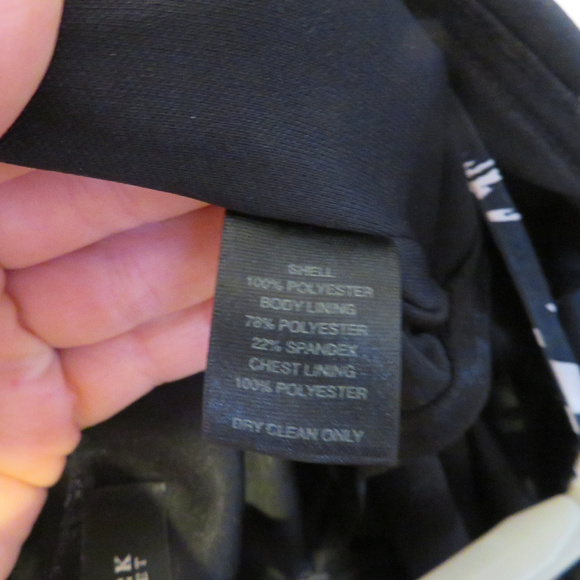 SHELL
100% POLYESTER
BODY LINING
78% POLYESTER
22% SPANDEX
CHEST LINING
100% POLYESTER
DRY CLEAN ONLY